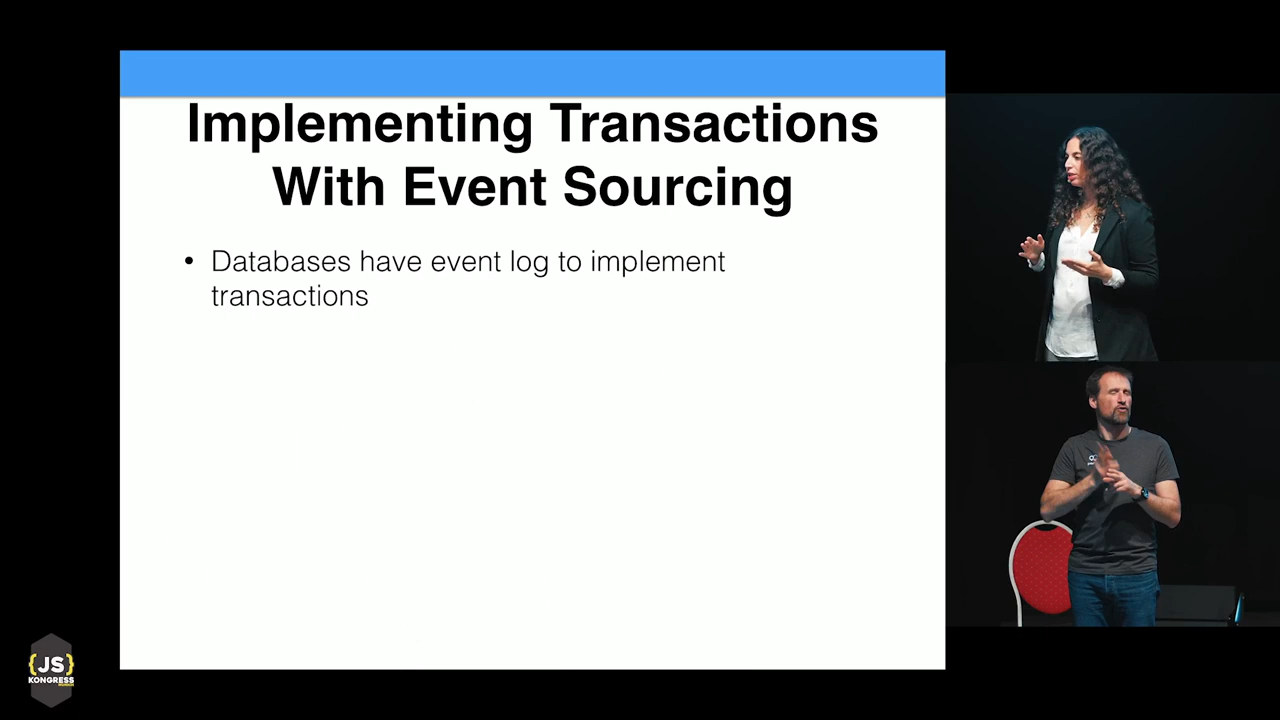 Implementing Transactions
With Event Sourcing
• Databases have event log to implement
transactions
{JS}
KONGRESS